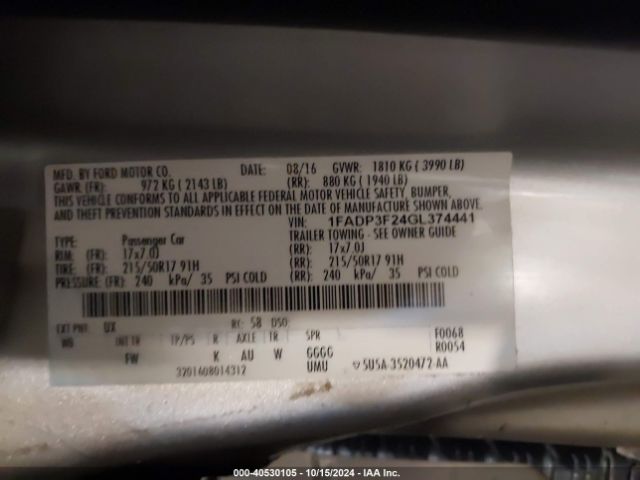 MFD. BY FORD MOTOR CO. DATE: 08/16 GVWR: 1810 KG ( 3990 LB)
GAWR: (FR): 972 KG ( 2143 LB) (RR): 880 KG ( 1940 LB)
THIS VEHICLE CONFORMS TO ALL APPLICABLE FEDERAL MOTOR VEHICLE SAFETY, BUMPER,
AND THEFT PREVENTION STANDARDS IN EFFECT ON THE DATE OF MANUFACTURE SHOWN ABOVE.
VIN: 1FADP3F24GL374441
TYPE: Passenger Car TRAILER TOWING - SEE OWNER GUIDE
RIM: (FR): 17x7.0J (RR): 17x7.0J
TIRE: (FR): 215/50R17 91H (RR): 215/50R17 91H
PRESSURE: (FR): 240 kPa/ 35 PSI COLD (RR): 240 kPa/ 35 PSI COLD
EXT PNT: UX RC: 58 DSO: F0068
WB INT TR TP/PS R AXLE TR SPR R0054
FW K AU W GGGG
3201608014312 UMU 5U5A-3520472-AA
000-40530105 - 10/15/2024 - IAA Inc.